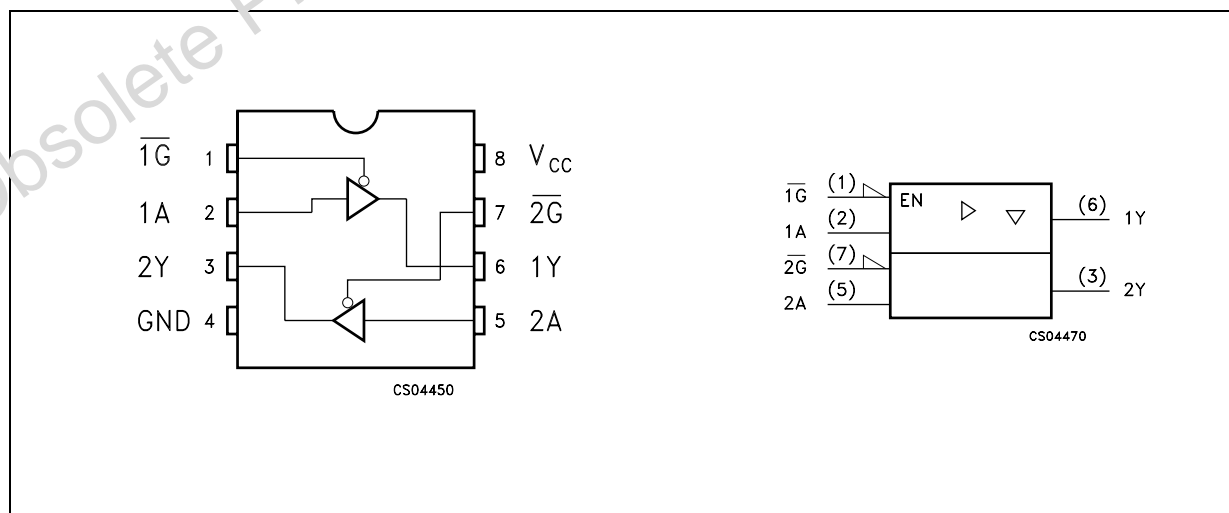 Obsolete
1G̅ 1
1A 2
2Y 3
GND 4
8 VCC
7 2G̅
6 1Y
5 2A
CS04450
1G̅ (1)
1A (2)
2G̅ (7)
2A (5)
EN
(6) 1Y
(3) 2Y
CS04470